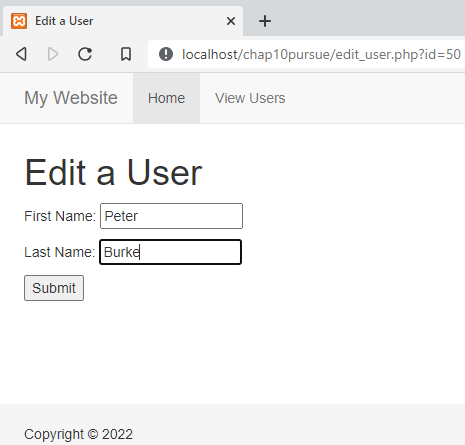 Edit a User
localhost/chap10pursue/edit_user.php?id=50
My Website Home View Users
Edit a User
First Name: Peter
Last Name: Burke
Submit
Copyright © 2022